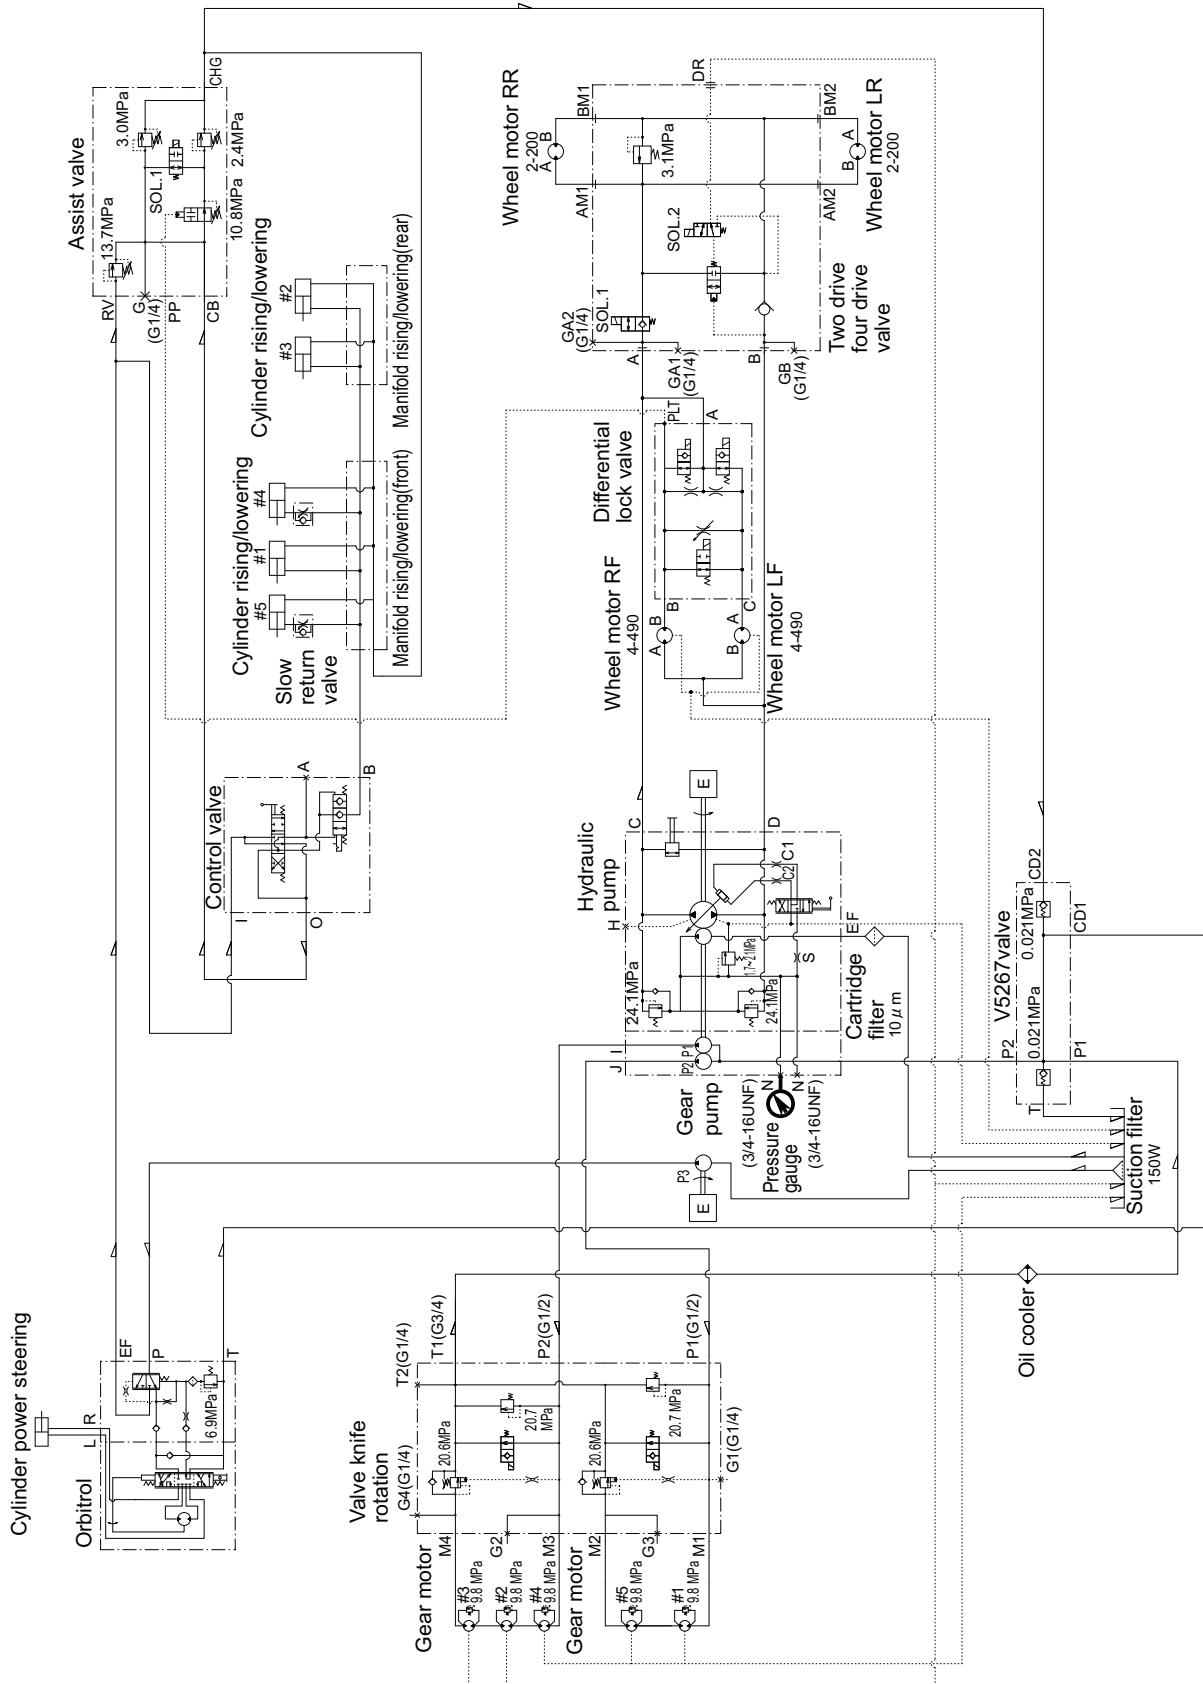 Cylinder power steering
Orbitrol
L
R
EF
P
T
6.9MPa
Valve knife
rotation
G4(G1/4)
T2(G1/4)
T1(G3/4)
P2(G1/2)
P1(G1/2)
G1(G1/4)
20.6MPa
20.7
MPa
20.6MPa
20.7 MPa
M4
G2
M3
M2
G3
M1
Gear motor
#3
9.8 MPa
#2
9.8 MPa
#4
9.8 MPa
Gear motor
#5
9.8 MPa
#1
9.8 MPa
Oil cooler
Assist valve
3.0MPa
SOL.1
13.7MPa
10.8MPa
2.4MPa
CHG
RV
G
(G1/4)
PP
CB
Cylinder rising/lowering
#2
#3
Manifold rising/lowering(rear)
Cylinder rising/lowering
#4
#1
#5
Slow
return
valve
Manifold rising/lowering(front)
Control valve
I
O
A
B
Wheel motor RR
2-200
A
B
BM1
AM1
DR
3.1MPa
SOL.2
SOL.1
GA2
(G1/4)
A
GA1
(G1/4)
B
GB
(G1/4)
BM2
AM2
Wheel motor LR
2-200
A
B
Two drive
four drive
valve
Differential
lock valve
PLT
A
B
C
Wheel motor RF
4-490
A
B
Wheel motor LF
4-490
A
B
Hydraulic
pump
C
D
H
E
C1
C2
S
EF
24.1MPa
24.1MPa
1.7~2.1MPa
Cartridge
filter
10μm
Gear
pump
J
I
P2
P1
N
N
(3/4-16UNF)
Pressure
gauge
(3/4-16UNF)
P3
E
V5267valve
P2
0.021MPa
0.021MPa
CD2
CD1
P1
T
Suction filter
150W